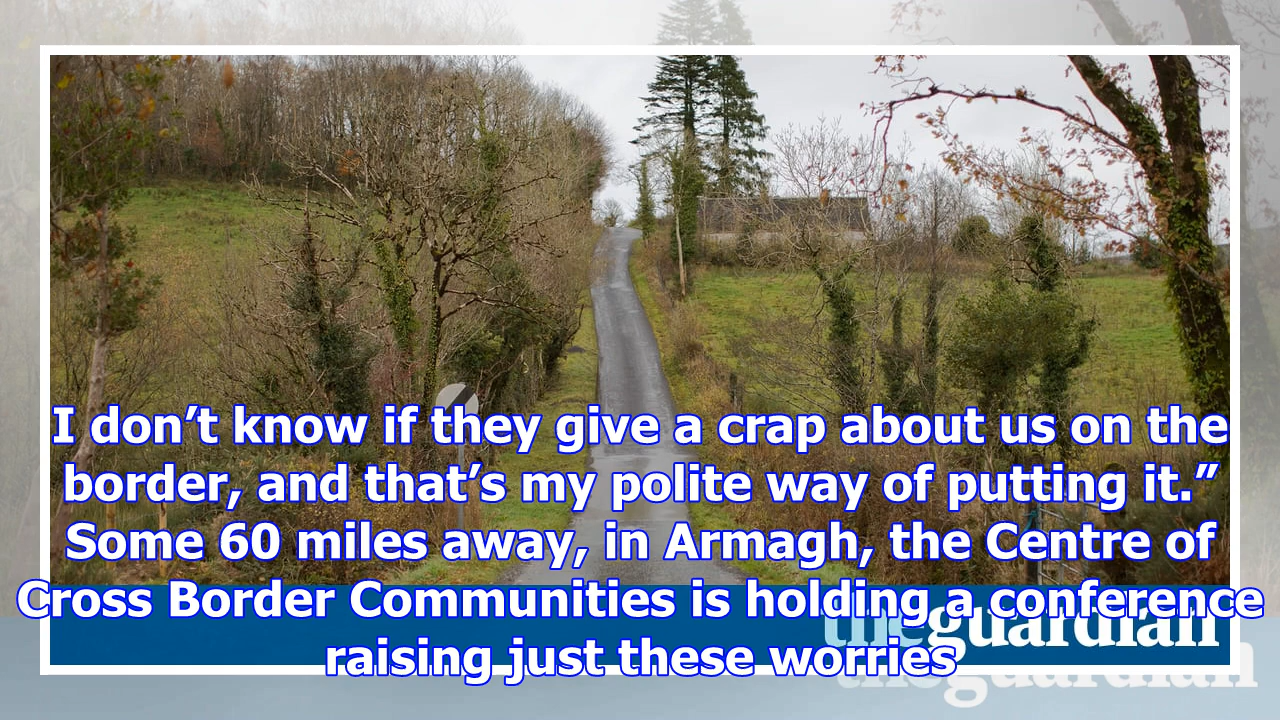 I don’t know if they give a crap about us on the
border, and that’s my polite way of putting it.”
Some 60 miles away, in Armagh, the Centre of
Cross Border Communities is holding a conference
raising just these worries
theguardian
theguardian